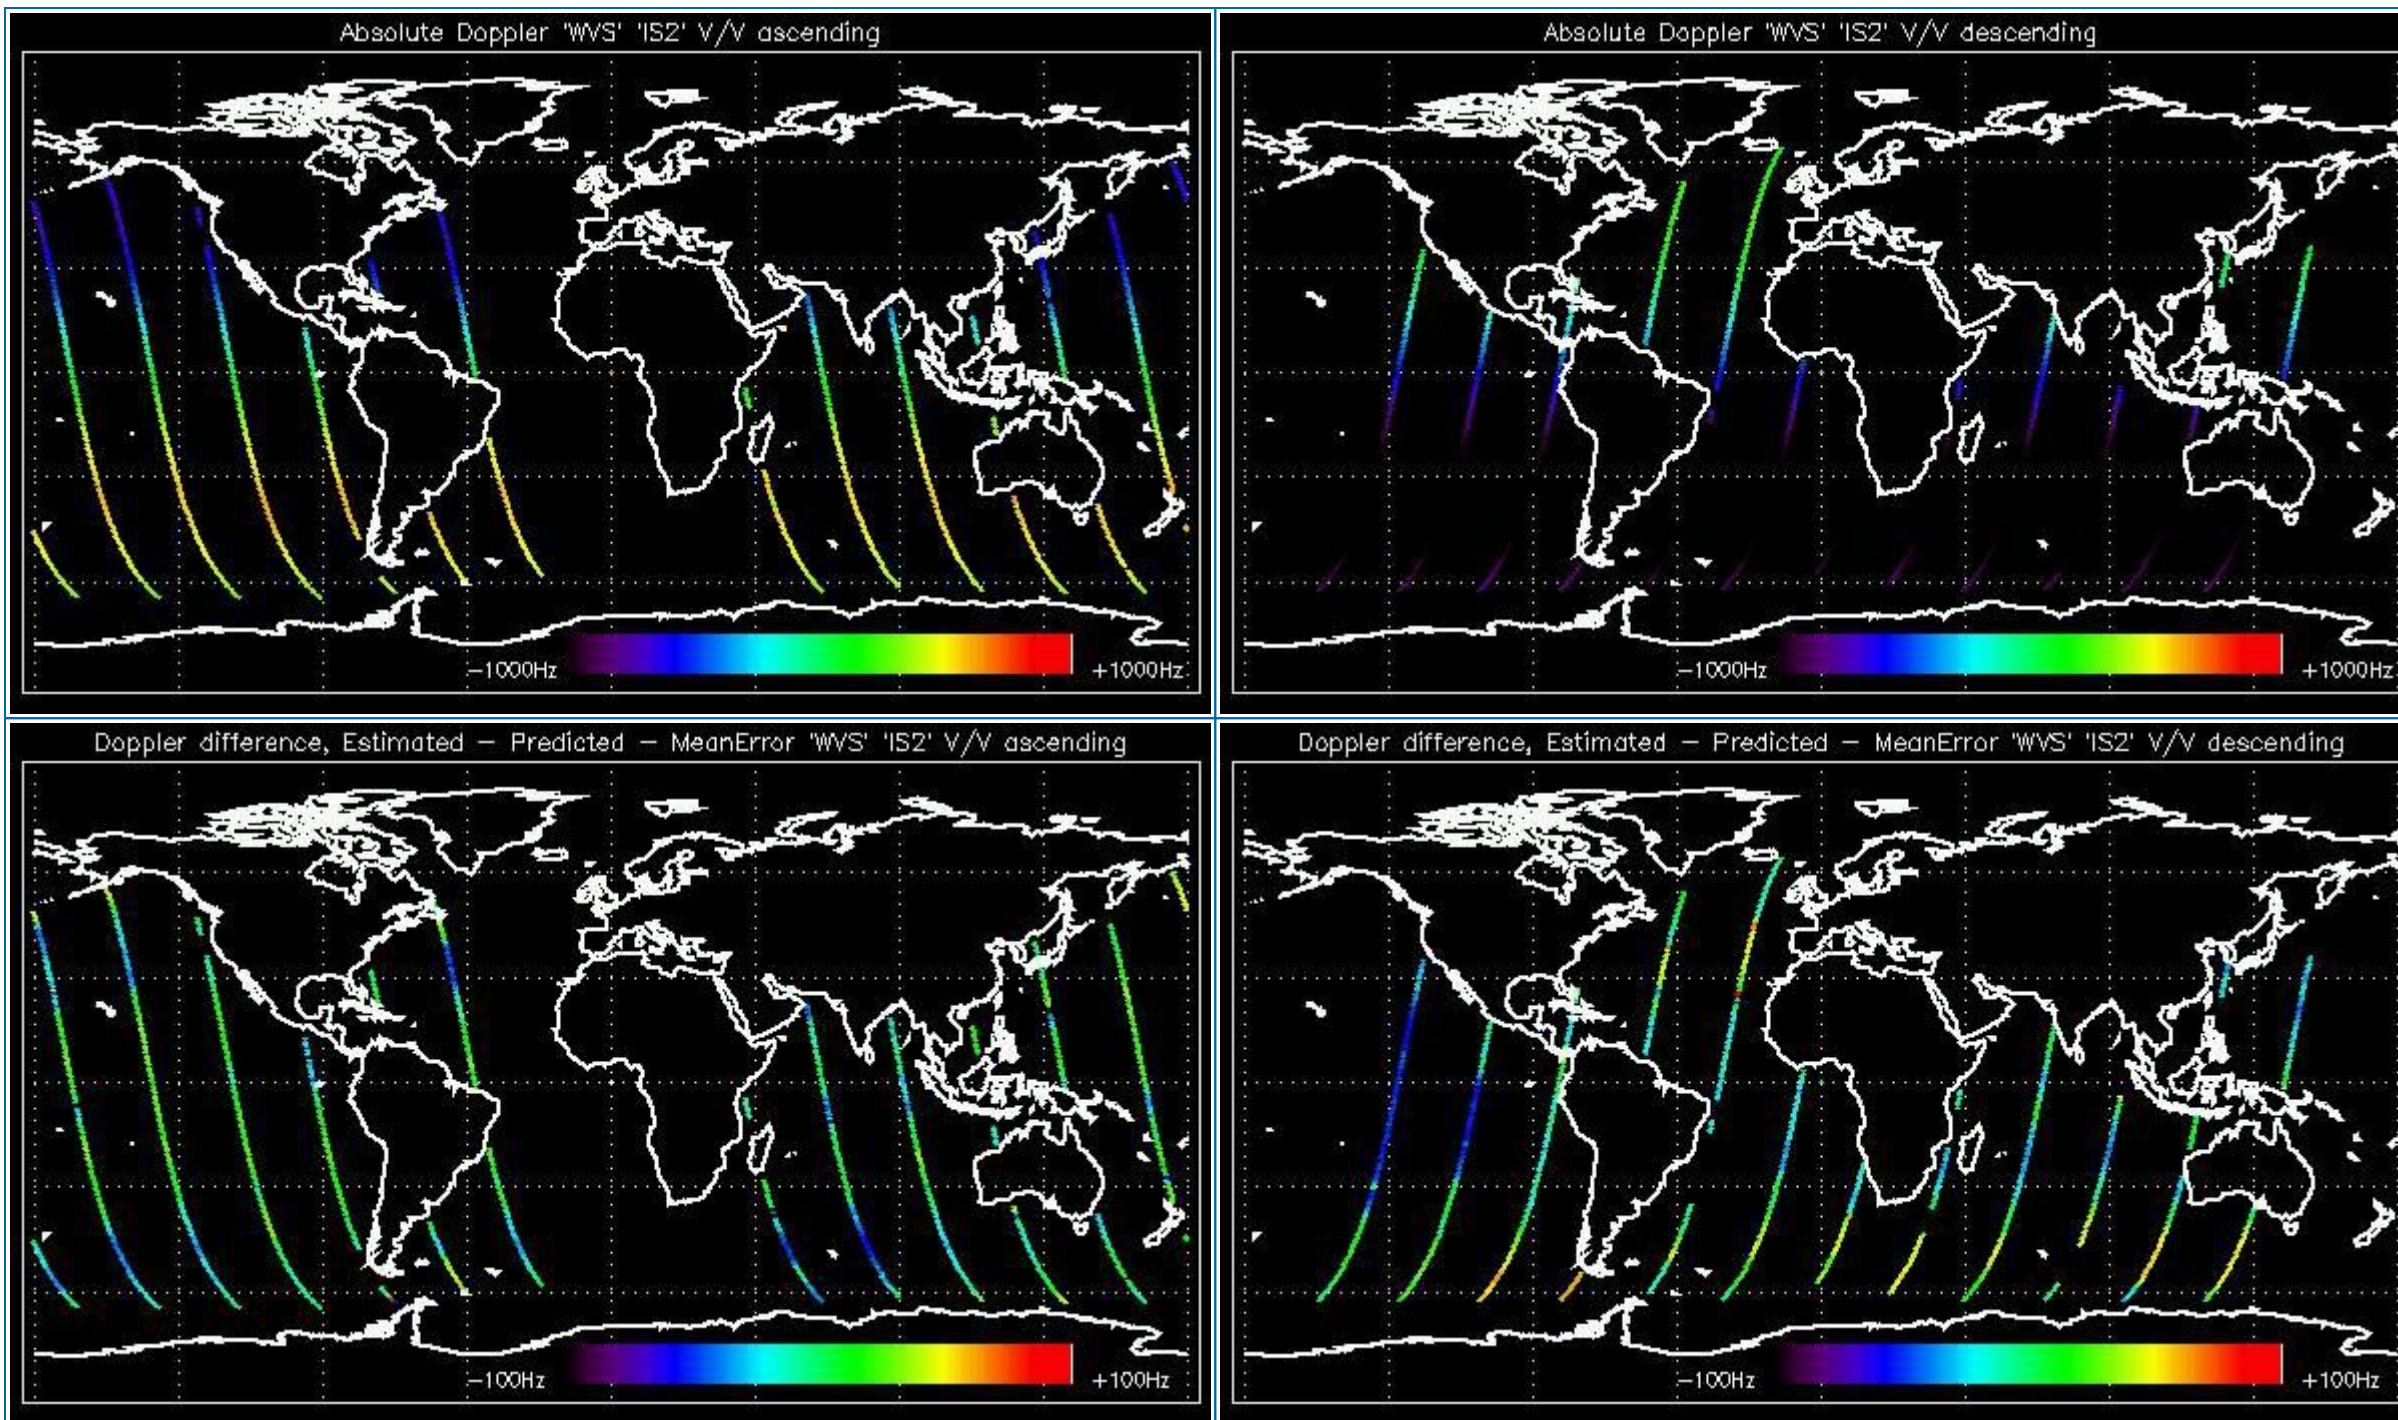 Absolute Doppler 'WVS' 'IS2' V/V ascending
-1000Hz
+1000Hz
Absolute Doppler 'WVS' 'IS2' V/V descending
-1000Hz
+1000Hz
Doppler difference, Estimated - Predicted - MeanError 'WVS' 'IS2' V/V ascending
-100Hz
+100Hz
Doppler difference, Estimated - Predicted - MeanError 'WVS' 'IS2' V/V descending
-100Hz
+100Hz